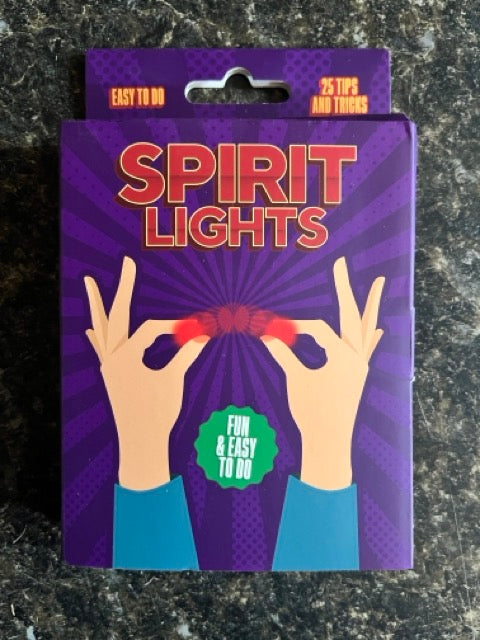 EASY TO DO
25 TIPS
AND TRICKS
SPIRIT
LIGHTS
FUN
& EASY
TO DO